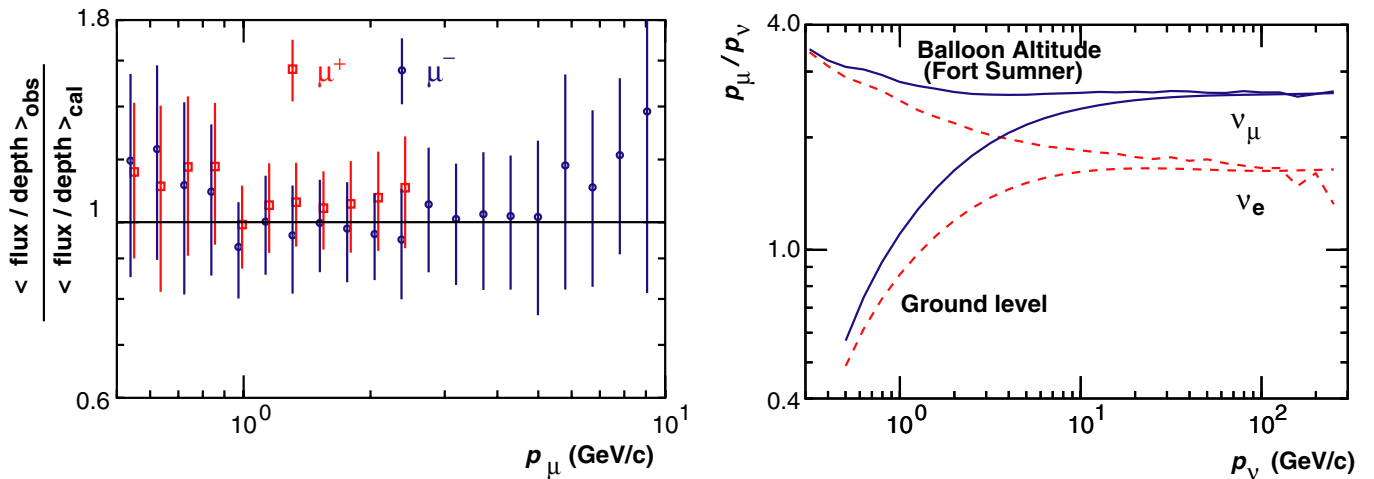 1.8
1
0.6
< flux / depth >obs
< flux / depth >cal
μ+
μ−
10^0
10^1
p μ (GeV/c)
4.0
1.0
0.4
pμ / pν
Balloon Altitude
(Fort Sumner)
νμ
νe
Ground level
10^0
10^1
10^2
pν (GeV/c)